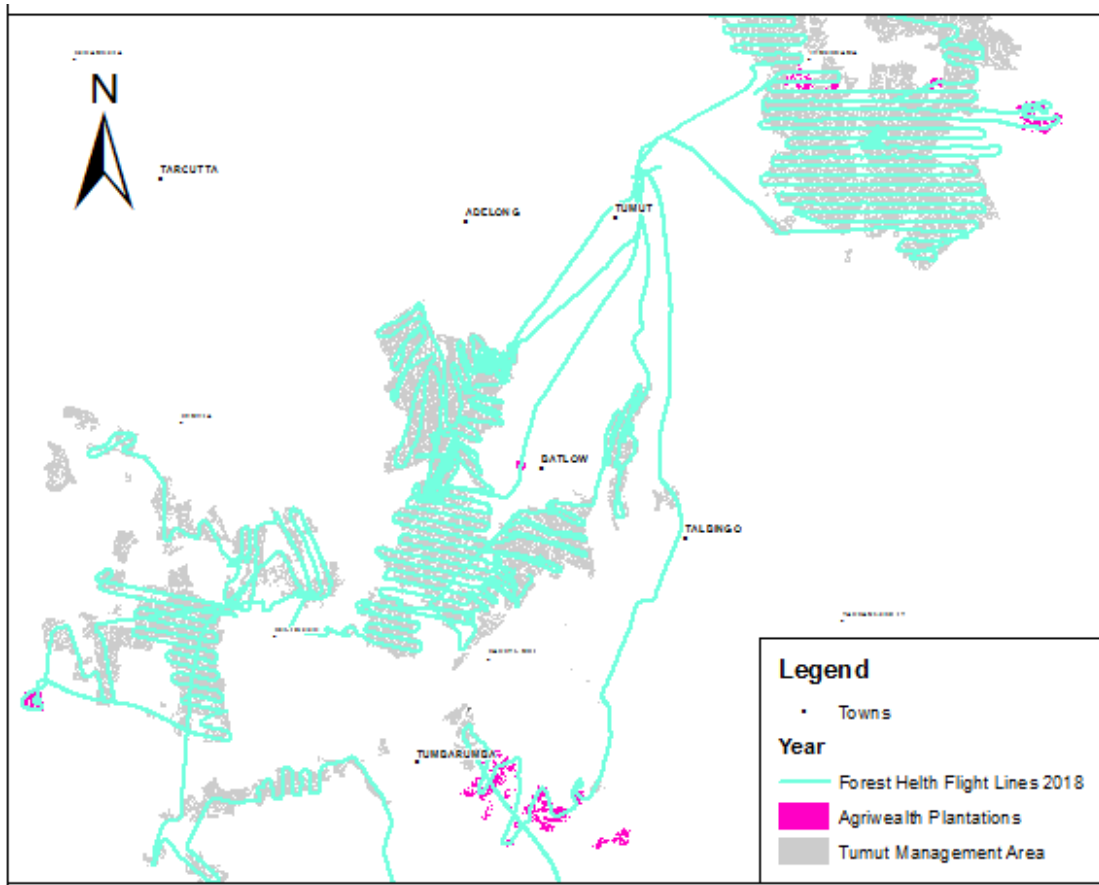 N
TARCUTTA
ADELONG
TUMUT
BATLOW
TALBINGO
TUMBARUMBA
Legend
Towns
Year
Forest Helth Flight Lines 2018
Agriwealth Plantations
Tumut Management Area